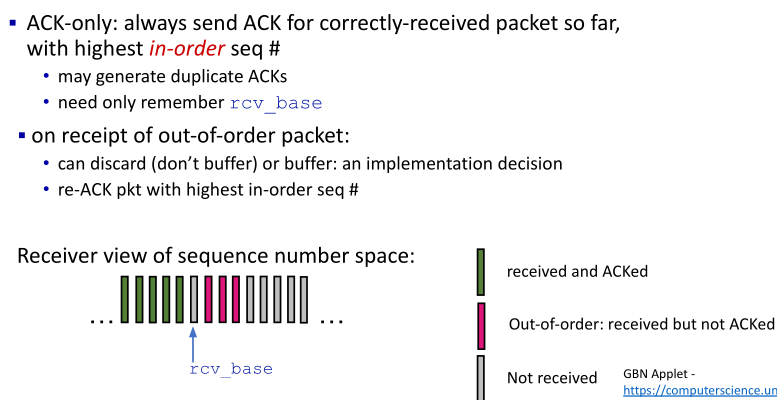 ACK-only: always send ACK for correctly-received packet so far,
with highest in-order seq #
• may generate duplicate ACKs
• need only remember rcv_base
on receipt of out-of-order packet:
• can discard (don’t buffer) or buffer: an implementation decision
• re-ACK pkt with highest in-order seq #
Receiver view of sequence number space:
received and ACKed
Out-of-order: received but not ACKed
... ...
rcv_base
Not received
GBN Applet -
https://computerscience.un